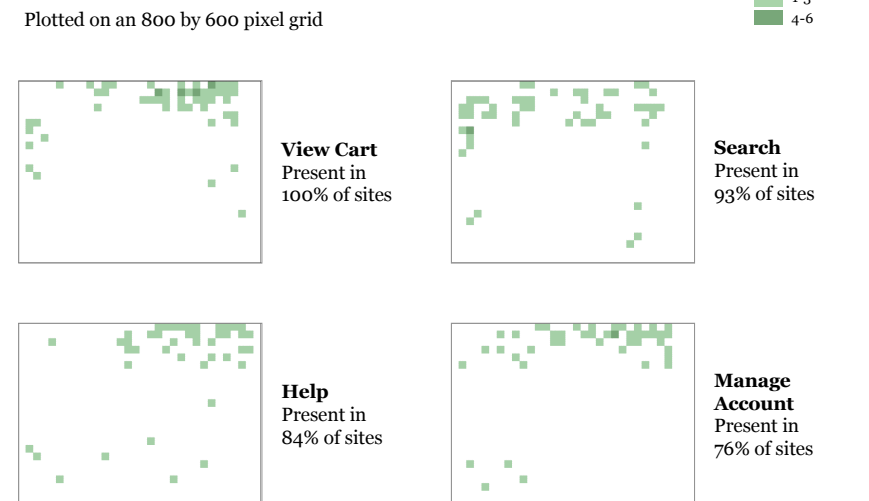 Plotted on an 800 by 600 pixel grid
4-6
View Cart
Present in
100% of sites
Search
Present in
93% of sites
Help
Present in
84% of sites
Manage
Account
Present in
76% of sites